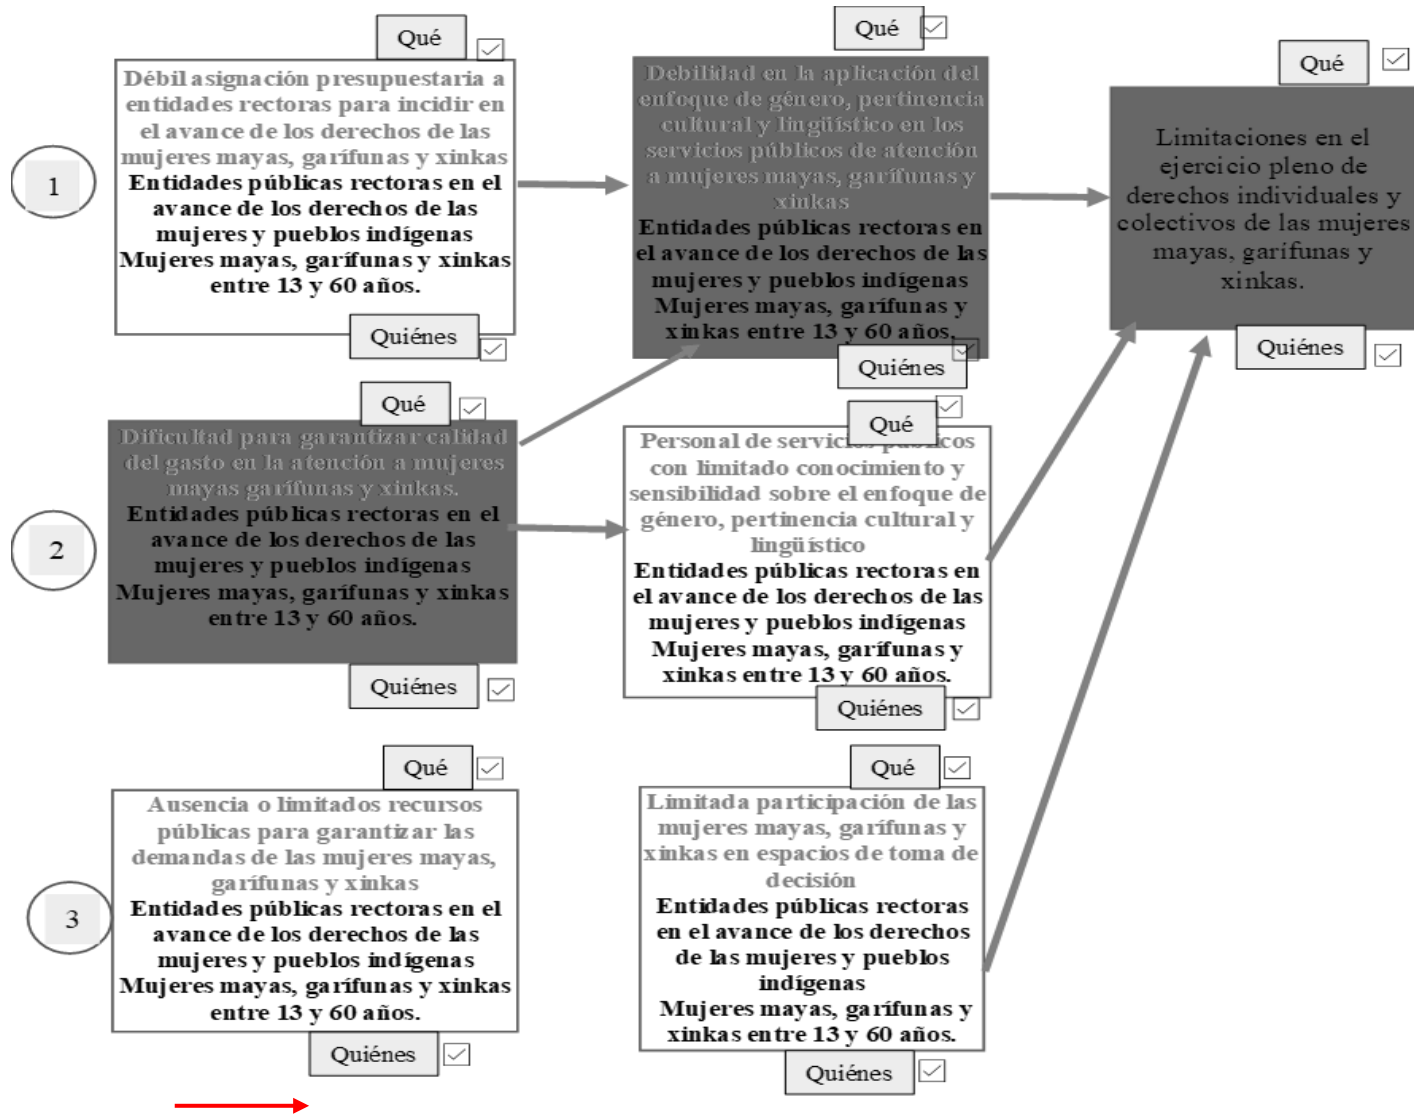 Qué
Débil asignación presupuestaria a
entidades rectoras para incidir en
el avance de los derechos de las
mujeres mayas, garífunas y xinkas
Entidades públicas rectoras en el
avance de los derechos de las
mujeres y pueblos indígenas
Mujeres mayas, garífunas y xinkas
entre 13 y 60 años.
Quiénes
1
Qué
Debilidad en la aplicación del
enfoque de género, pertinencia
cultural y lingüístico en los
servicios públicos de atención
a mujeres mayas, garífunas y
xinkas
Entidades públicas rectoras en
el avance de los derechos de las
mujeres y pueblos indígenas
Mujeres mayas, garífunas y
xinkas entre 13 y 60 años.
Quiénes
Qué
Limitaciones en el
ejercicio pleno de
derechos individuales y
colectivos de las mujeres
mayas, garífunas y
xinkas.
Quiénes
Qué
Dificultad para garantizar calidad
del gasto en la atención a mujeres
mayas garífunas y xinkas.
Entidades públicas rectoras en el
avance de los derechos de las
mujeres y pueblos indígenas
Mujeres mayas, garífunas y xinkas
entre 13 y 60 años.
Quiénes
2
Qué
Personal de servicios públicos
con limitado conocimiento y
sensibilidad sobre el enfoque de
género, pertinencia cultural y
lingüístico
Entidades públicas rectoras en
el avance de los derechos de las
mujeres y pueblos indígenas
Mujeres mayas, garífunas y
xinkas entre 13 y 60 años.
Quiénes
Qué
Ausencia o limitados recursos
públicas para garantizar las
demandas de las mujeres mayas,
garífunas y xinkas
Entidades públicas rectoras en el
avance de los derechos de las
mujeres y pueblos indígenas
Mujeres mayas, garífunas y xinkas
entre 13 y 60 años.
Quiénes
3
Qué
Limitada participación de las
mujeres mayas, garífunas y
xinkas en espacios de toma de
decisión
Entidades públicas rectoras
en el avance de los derechos
de las mujeres y pueblos
indígenas
Mujeres mayas, garífunas y
xinkas entre 13 y 60 años.
Quiénes